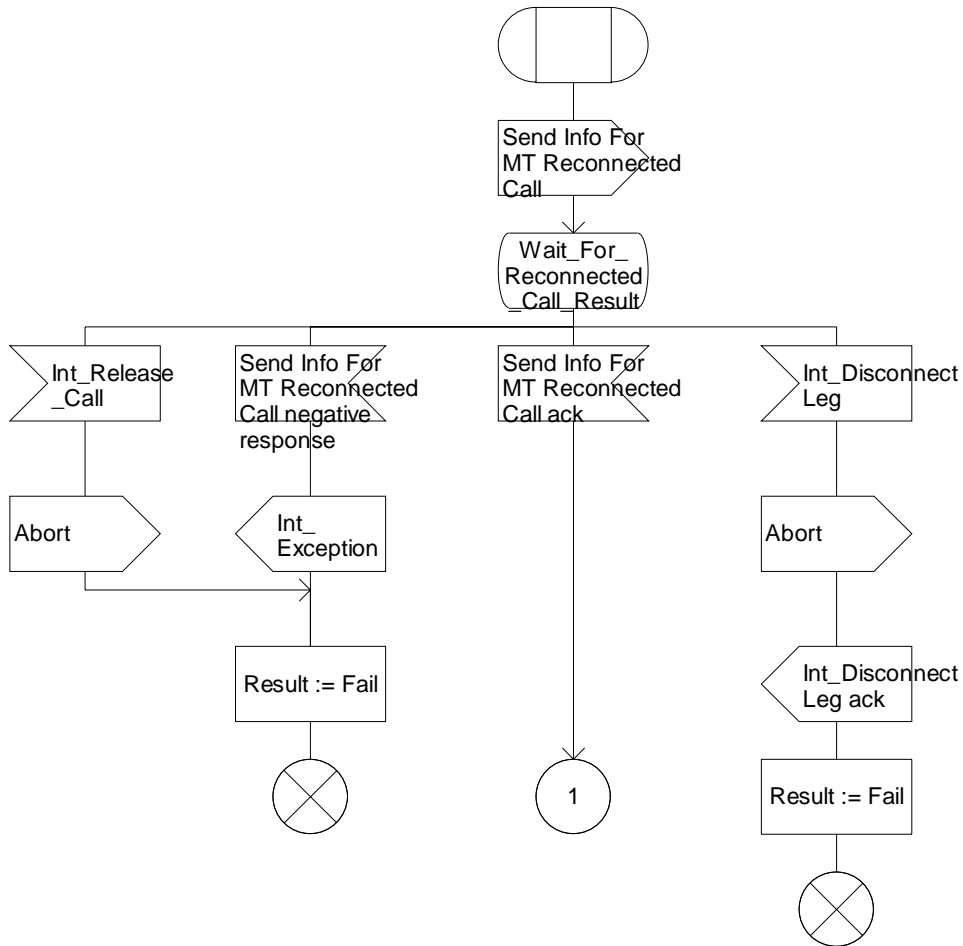 Send Info For
MT Reconnected
Call
Wait_For_
Reconnected
_Call_Result
Int_Release
_Call
Send Info For
MT Reconnected
Call negative
response
Send Info For
MT Reconnected
Call ack
Int_Disconnect
Leg
Abort
Int_
Exception
Abort
Result := Fail
Int_Disconnect
Leg ack
1
Result := Fail